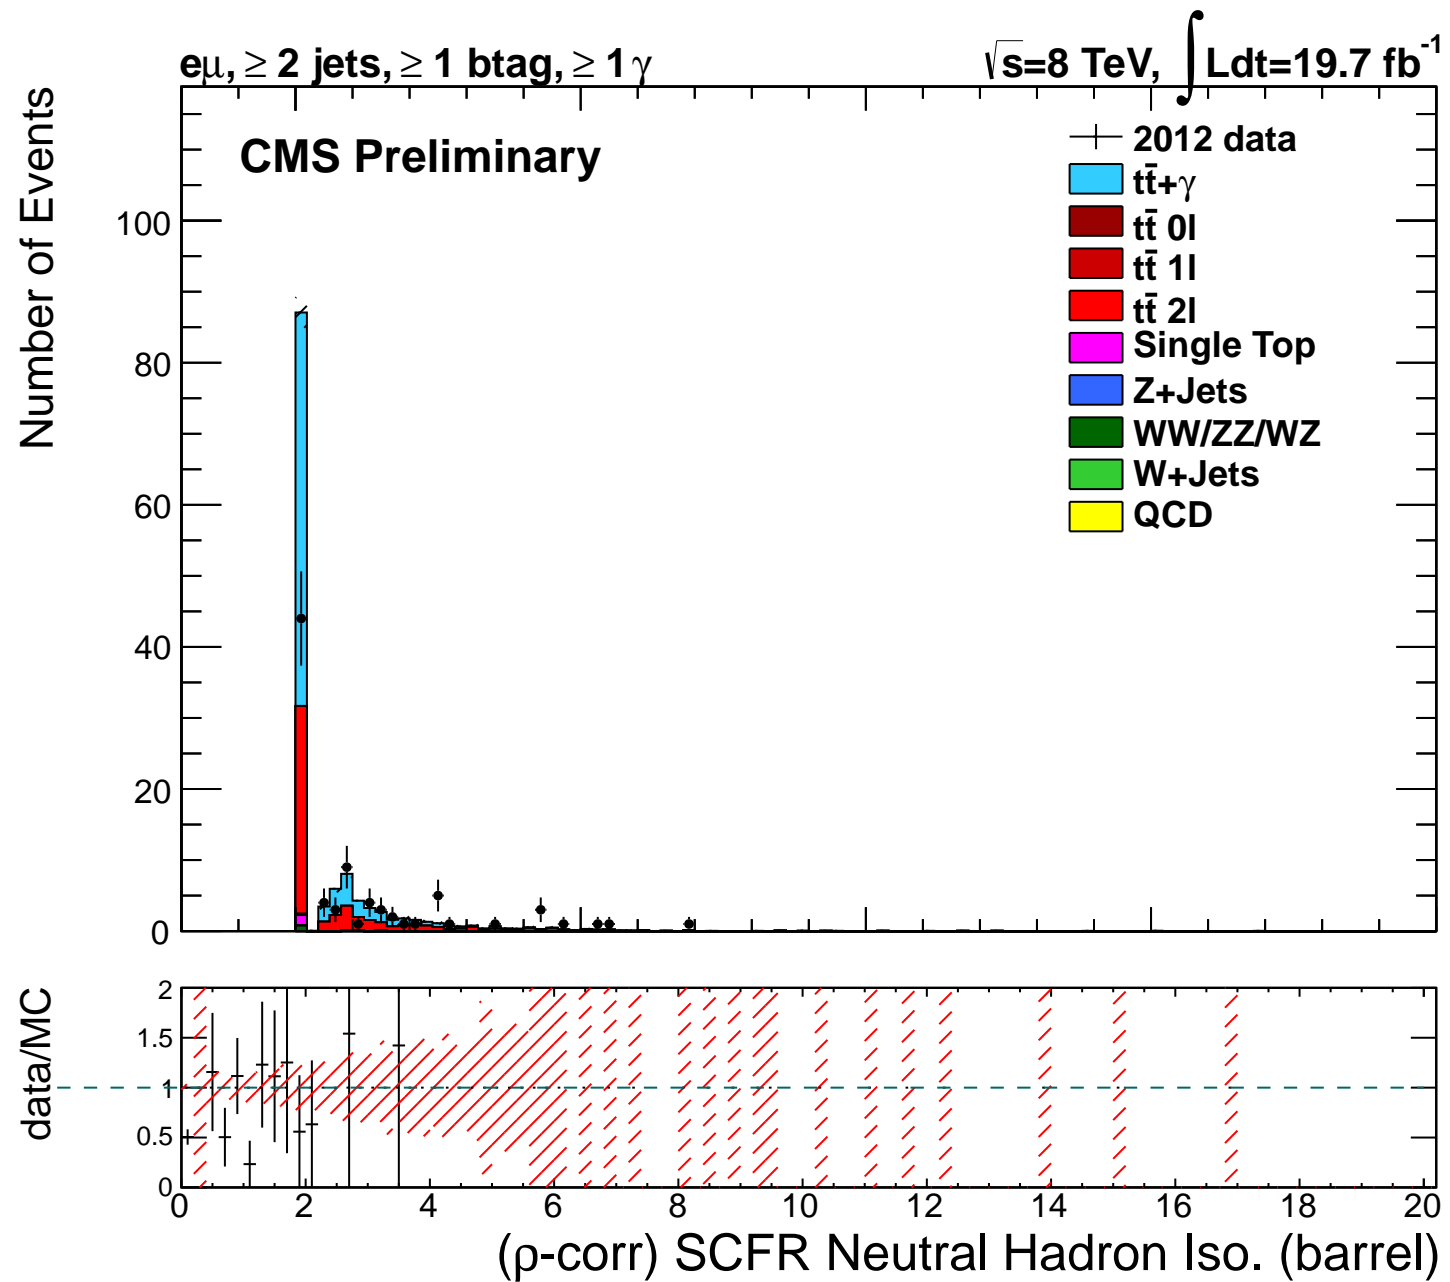 eμ, ≥ 2 jets, ≥ 1 btag, ≥ 1 γ
√s=8 TeV, ∫ Ldt=19.7 fb⁻¹
CMS Preliminary
Number of Events
100
80
60
40
20
0
2012 data
tt̄+γ
tt̄ 0l
tt̄ 1l
tt̄ 2l
Single Top
Z+Jets
WW/ZZ/WZ
W+Jets
QCD
data/MC
2
1.5
1
0.5
0
0 2 4 6 8 10 12 14 16 18 20
(ρ-corr) SCFR Neutral Hadron Iso. (barrel)